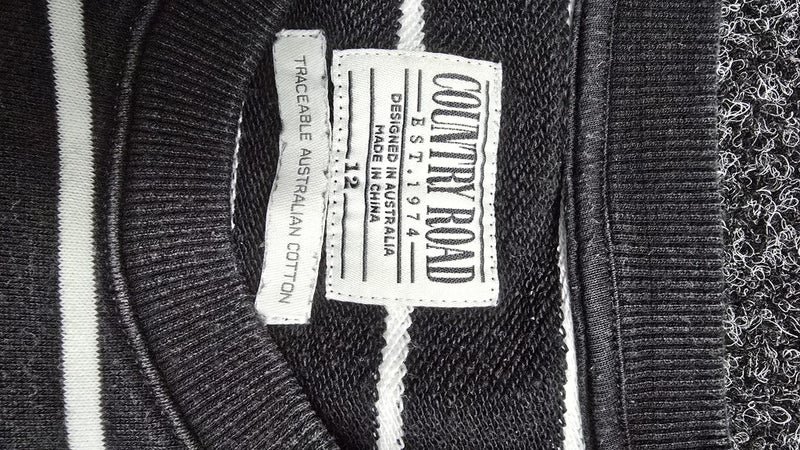 COUNTRY ROAD
EST.1974
DESIGNED IN AUSTRALIA
MADE IN CHINA
12
TRACEABLE AUSTRALIAN COTTON